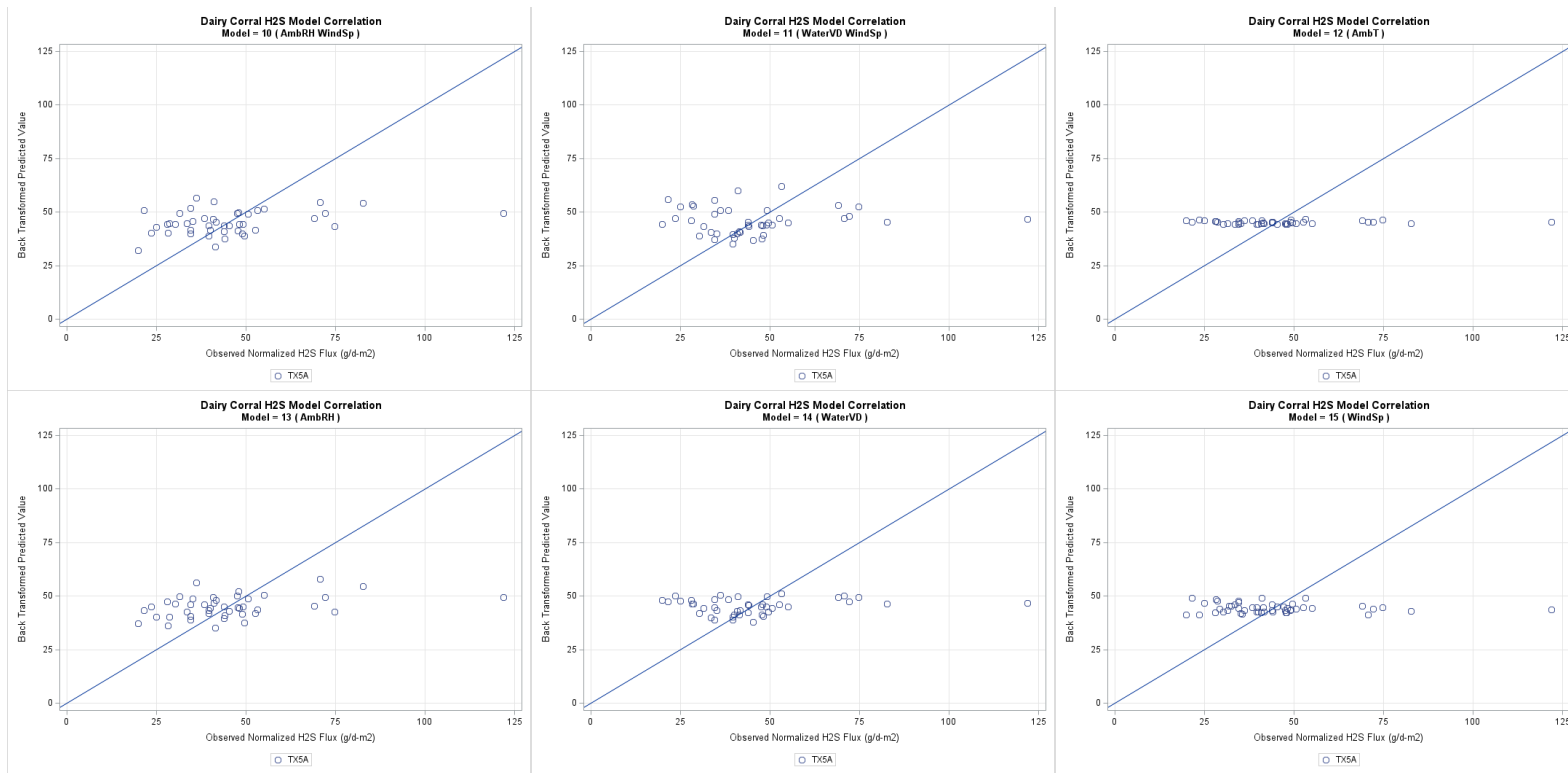 Dairy Corral H2S Model Correlation
Model = 10 ( AmbRH WindSp )
125
100
75
50
25
0
Back Transformed Predicted Value
0 25 50 75 100 125
Observed Normalized H2S Flux (g/d-m2)
TX5A
Dairy Corral H2S Model Correlation
Model = 11 ( WaterVD WindSp )
125
100
75
50
25
0
Back Transformed Predicted Value
0 25 50 75 100 125
Observed Normalized H2S Flux (g/d-m2)
TX5A
Dairy Corral H2S Model Correlation
Model = 12 ( AmbT )
125
100
75
50
25
0
Back Transformed Predicted Value
0 25 50 75 100 125
Observed Normalized H2S Flux (g/d-m2)
TX5A
Dairy Corral H2S Model Correlation
Model = 13 ( AmbRH )
125
100
75
50
25
0
Back Transformed Predicted Value
0 25 50 75 100 125
Observed Normalized H2S Flux (g/d-m2)
TX5A
Dairy Corral H2S Model Correlation
Model = 14 ( WaterVD )
125
100
75
50
25
0
Back Transformed Predicted Value
0 25 50 75 100 125
Observed Normalized H2S Flux (g/d-m2)
TX5A
Dairy Corral H2S Model Correlation
Model = 15 ( WindSp )
125
100
75
50
25
0
Back Transformed Predicted Value
0 25 50 75 100 125
Observed Normalized H2S Flux (g/d-m2)
TX5A